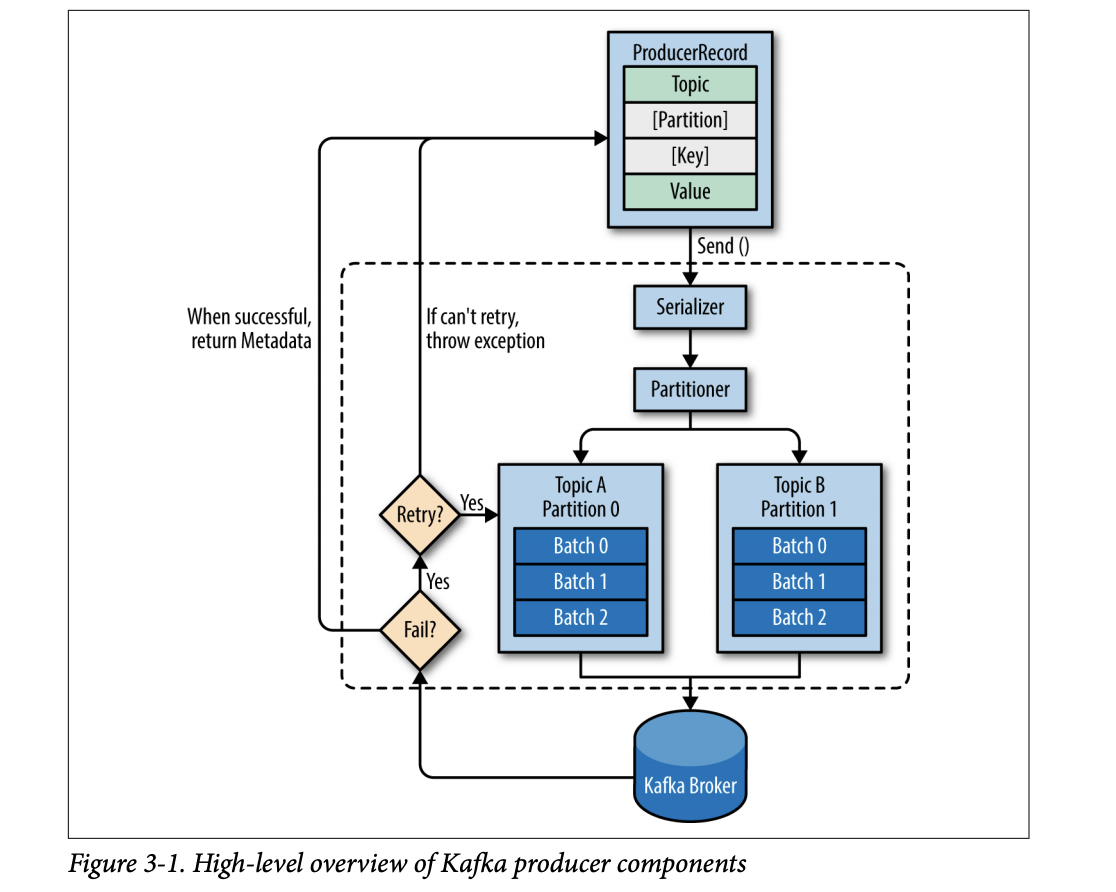 ProducerRecord
Topic
[Partition]
[Key]
Value
Send ()
Serializer
When successful,
return Metadata
If can't retry,
throw exception
Partitioner
Topic A
Partition 0
Batch 0
Batch 1
Batch 2
Topic B
Partition 1
Batch 0
Batch 1
Batch 2
Retry?
Yes
Yes
Fail?
Kafka Broker
Figure 3-1. High-level overview of Kafka producer components